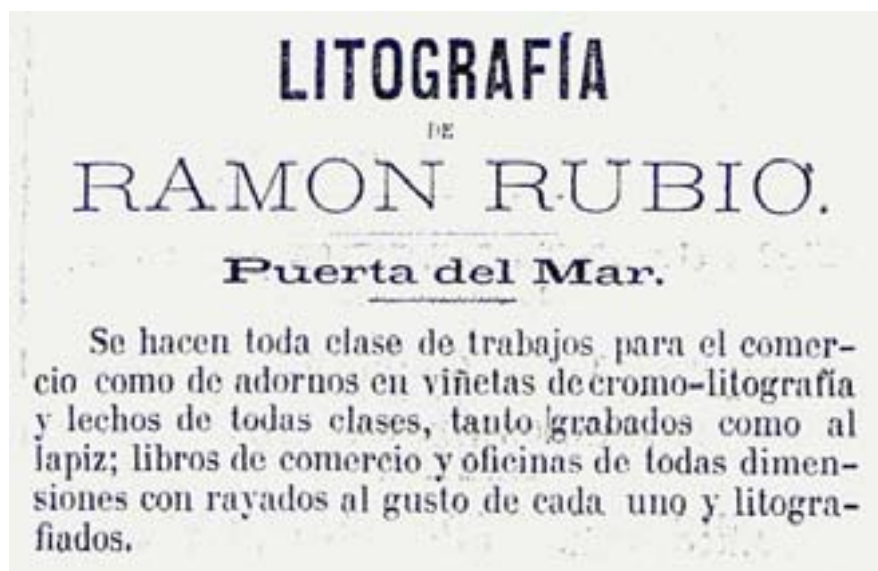 LITOGRAFÍA
DE
RAMON RUBIO.
Puerta del Mar.
Se hacen toda clase de trabajos para el comer-
cio como de adornos en viñetas de cromo-litografía
y lechos de todas clases, tanto grabados como al
lapiz; libros de comercio y oficinas de todas dimen-
siones con rayados al gusto de cada uno y litogra-
fiados.